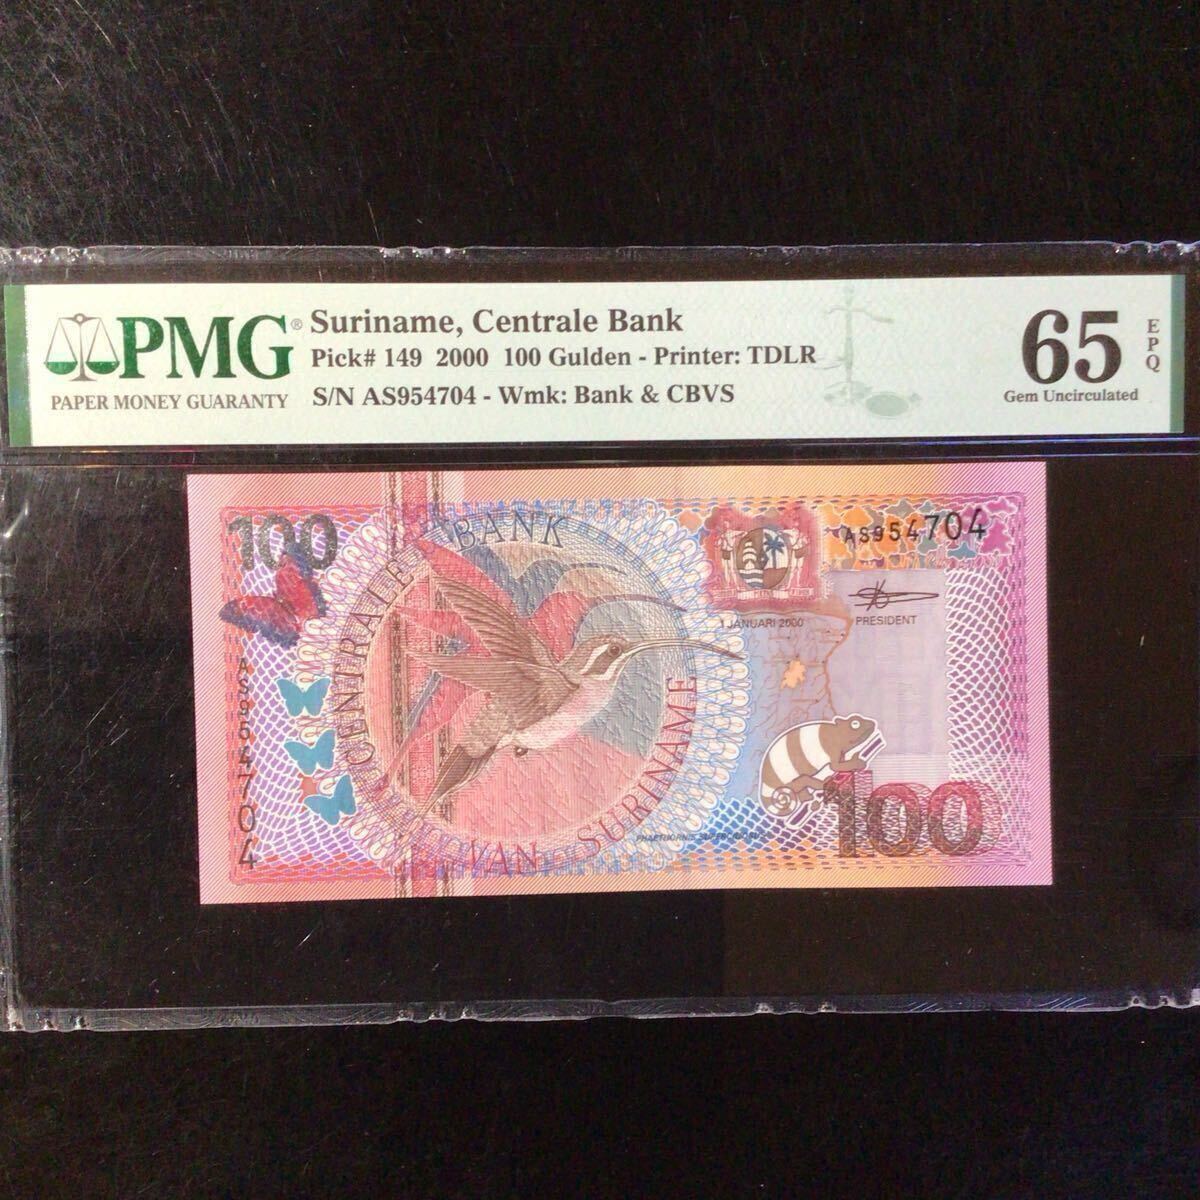 PMG®
PAPER MONEY GUARANTY
Suriname, Centrale Bank
Pick# 149 2000 100 Gulden - Printer: TDLR
S/N AS954704 - Wmk: Bank & CBVS
65
EPQ
Gem Uncirculated
100
CENTRALE BANK
VAN SURINAME
AS954704
1 JANUARI 2000
PRESIDENT
AS954704
100